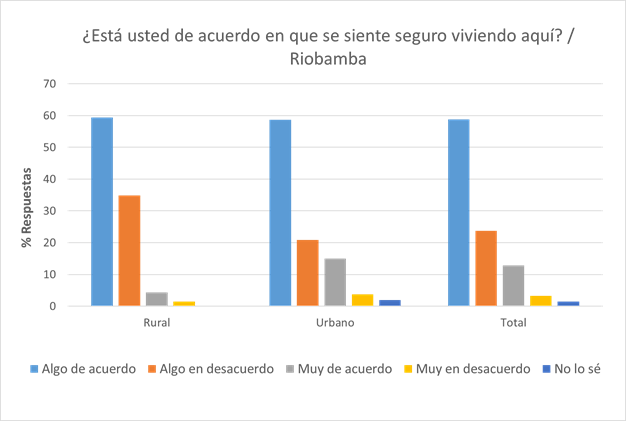 ¿Está usted de acuerdo en que se siente seguro viviendo aquí? /
Riobamba
70
60
50
40
30
20
10
0
% Respuestas
Rural
Urbano
Total
Algo de acuerdo
Algo en desacuerdo
Muy de acuerdo
Muy en desacuerdo
No lo sé